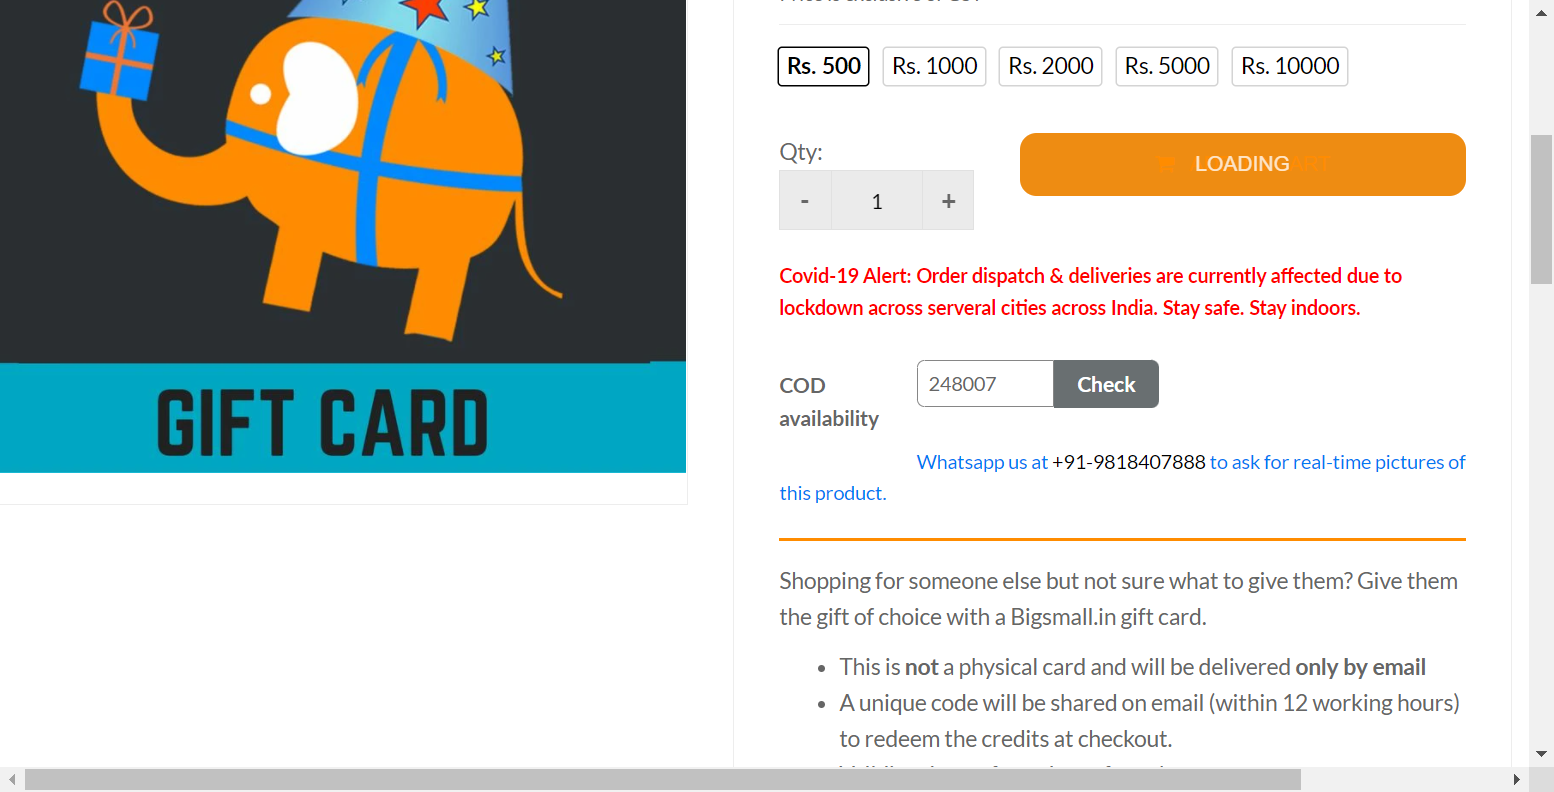 Price is exclusive of GST
Rs. 500 Rs. 1000 Rs. 2000 Rs. 5000 Rs. 10000
Qty:
LOADING
- 1 +
Covid-19 Alert: Order dispatch & deliveries are currently affected due to
lockdown across serveral cities across India. Stay safe. Stay indoors.
COD
availability
248007 Check
GIFT CARD
Whatsapp us at +91-9818407888 to ask for real-time pictures of
this product.
Shopping for someone else but not sure what to give them? Give them
the gift of choice with a Bigsmall.in gift card.
• This is not a physical card and will be delivered only by email
• A unique code will be shared on email (within 12 working hours)
to redeem the credits at checkout.